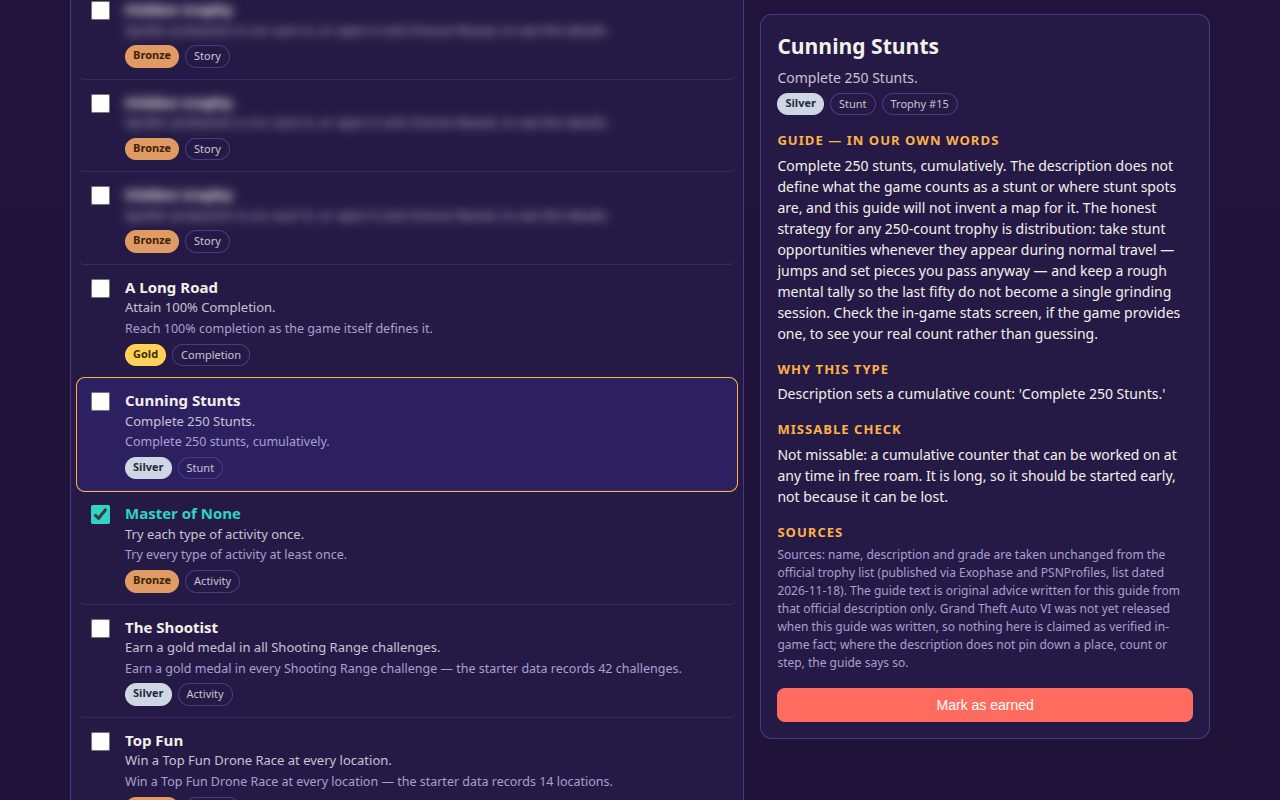 Bronze
Story
Bronze
Story
Bronze
Story
A Long Road
Attain 100% Completion.
Reach 100% completion as the game itself defines it.
Gold
Completion
Cunning Stunts
Complete 250 Stunts.
Complete 250 stunts, cumulatively.
Silver
Stunt
Master of None
Try each type of activity once.
Try every type of activity at least once.
Bronze
Activity
The Shootist
Earn a gold medal in all Shooting Range challenges.
Earn a gold medal in every Shooting Range challenge — the starter data records 42 challenges.
Silver
Activity
Top Fun
Win a Top Fun Drone Race at every location.
Win a Top Fun Drone Race at every location — the starter data records 14 locations.
Cunning Stunts
Complete 250 Stunts.
Silver
Stunt
Trophy #15
GUIDE — IN OUR OWN WORDS
Complete 250 stunts, cumulatively. The description does not
define what the game counts as a stunt or where stunt spots
are, and this guide will not invent a map for it. The honest
strategy for any 250-count trophy is distribution: take stunt
opportunities whenever they appear during normal travel —
jumps and set pieces you pass anyway — and keep a rough
mental tally so the last fifty do not become a single grinding
session. Check the in-game stats screen, if the game provides
one, to see your real count rather than guessing.
WHY THIS TYPE
Description sets a cumulative count: 'Complete 250 Stunts.'
MISSABLE CHECK
Not missable: a cumulative counter that can be worked on at
any time in free roam. It is long, so it should be started early,
not because it can be lost.
SOURCES
Sources: name, description and grade are taken unchanged from the
official trophy list (published via Exophase and PSNProfiles, list dated
2026-11-18). The guide text is original advice written for this guide from
that official description only. Grand Theft Auto VI was not yet released
when this guide was written, so nothing here is claimed as verified in-
game fact; where the description does not pin down a place, count or
step, the guide says so.
Mark as earned